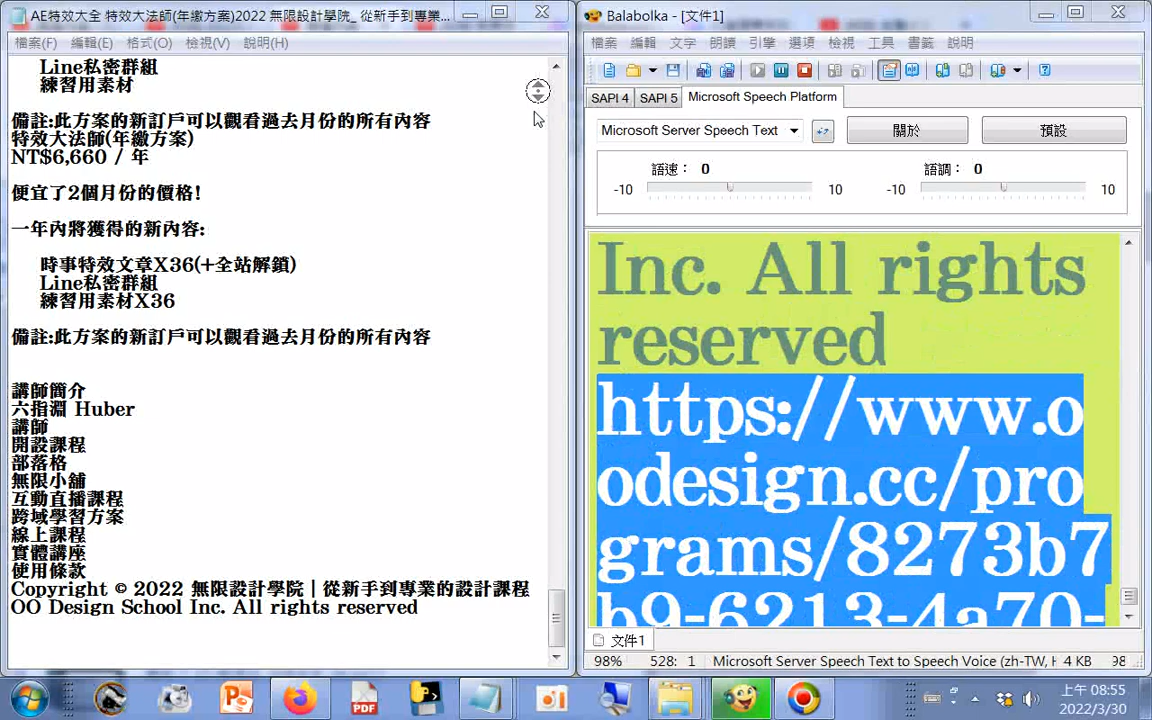 AE特效大全 特效大法師(年繳方案)2022 無限設計學院_ 從新手到專業...
檔案(F) 編輯(E) 格式(O) 檢視(V) 說明(H)
Line私密群組
練習用素材
備註:此方案的新訂戶可以觀看過去月份的所有內容
特效大法師(年繳方案)
NT$6,660 / 年
便宜了2個月份的價格!
一年內將獲得的新內容:
時事特效文章X36(+全站解鎖)
Line私密群組
練習用素材X36
備註:此方案的新訂戶可以觀看過去月份的所有內容
講師簡介
六指淵 Huber
講師
開設課程
部落格
無限小舖
互動直播課程
跨域學習方案
線上課程
實體講座
使用條款
Copyright © 2022 無限設計學院 | 從新手到專業的設計課程
OO Design School Inc. All rights reserved
Balabolka - [文件1]
檔案 編輯 文字 朗讀 引擎 選項 檢視 工具 書籤 說明
SAPI 4 SAPI 5 Microsoft Speech Platform
Microsoft Server Speech Text 關於 預設
語速: 0 語調: 0
-10 10 -10 10
Inc. All rights
reserved
https://www.o
odesign.cc/pro
grams/8273b7
b9-6213-4a70-
文件1
98% 528: 1 Microsoft Server Speech Text to Speech Voice (zh-TW, H 4 KB 98
PDF
上午 08:55
2022/3/30